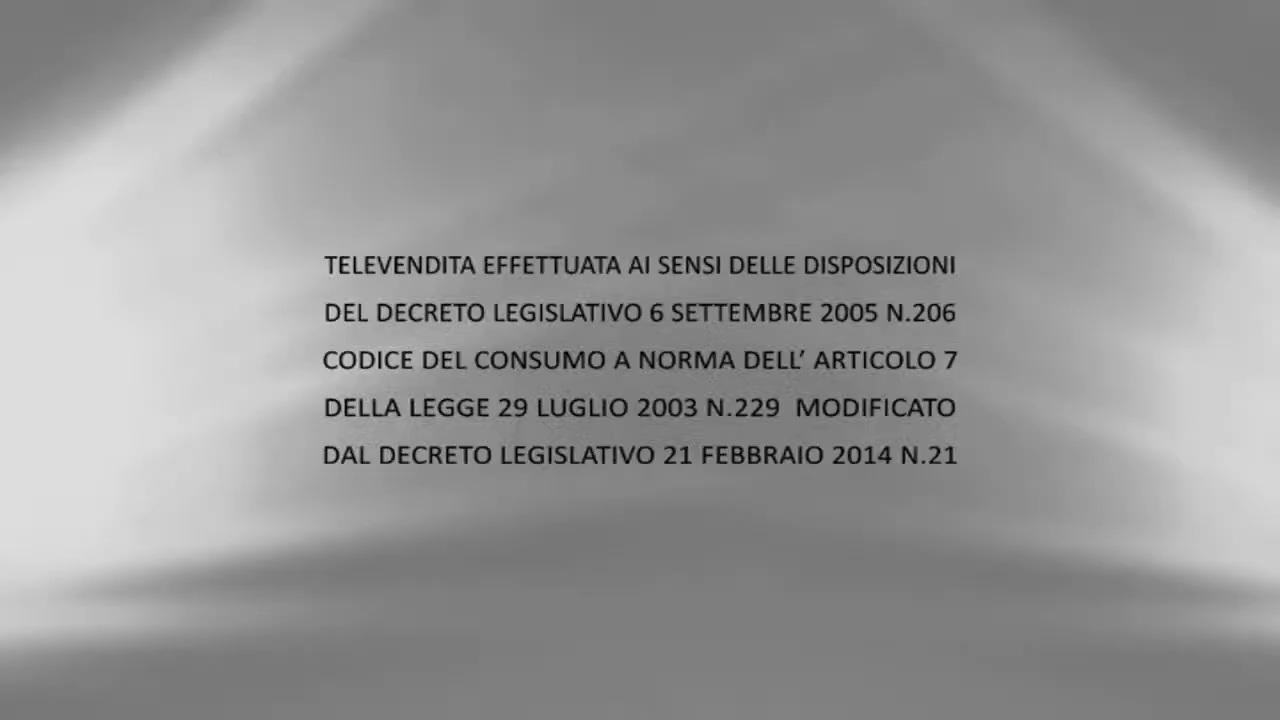 TELEVENDITA EFFETTUATA AI SENSI DELLE DISPOSIZIONI
DEL DECRETO LEGISLATIVO 6 SETTEMBRE 2005 N.206
CODICE DEL CONSUMO A NORMA DELL’ ARTICOLO 7
DELLA LEGGE 29 LUGLIO 2003 N.229  MODIFICATO
DAL DECRETO LEGISLATIVO 21 FEBBRAIO 2014 N.21